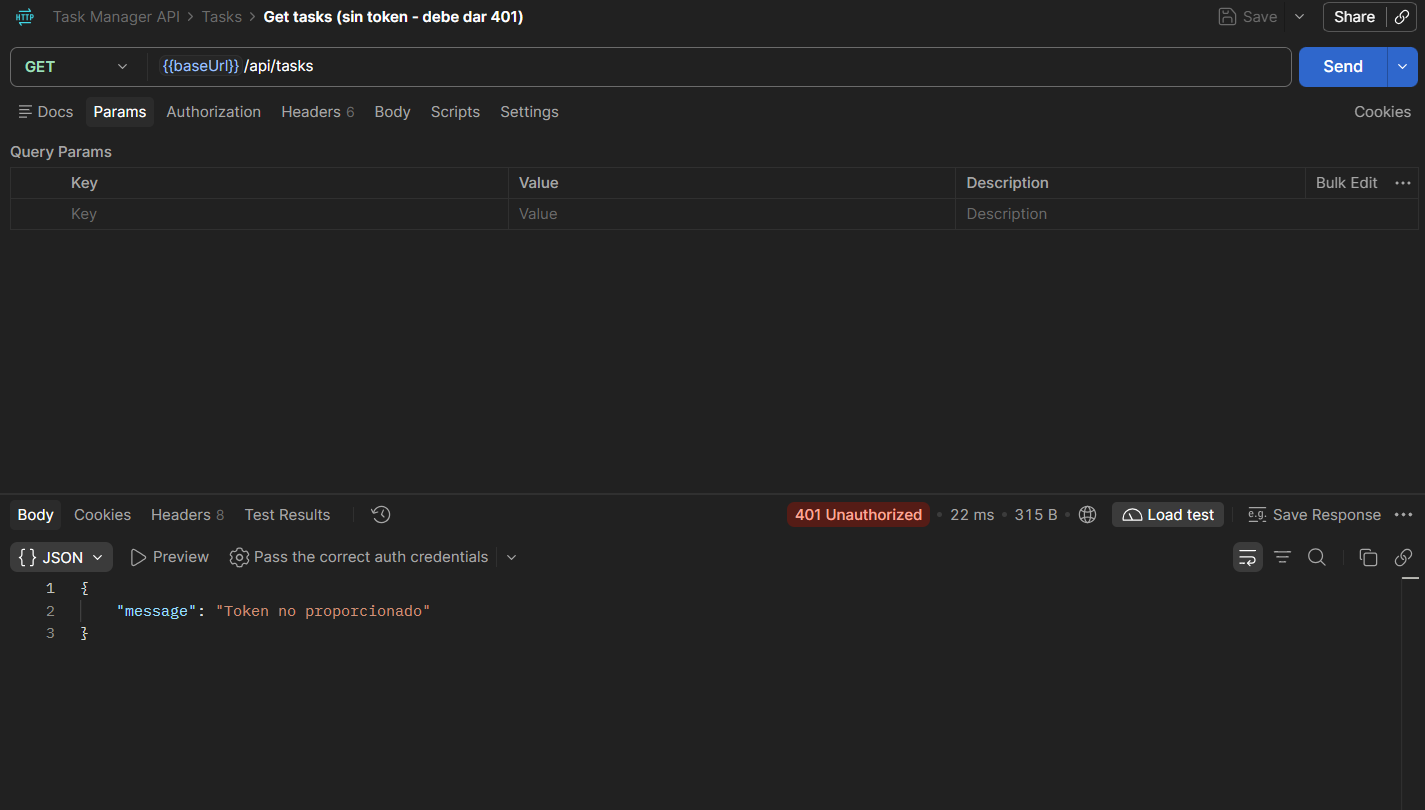 HTTP Task Manager API > Tasks > Get tasks (sin token - debe dar 401) Save Share
GET {{baseUrl}} /api/tasks Send
Docs Params Authorization Headers 6 Body Scripts Settings Cookies
Query Params
Key Value Description Bulk Edit
Key Value Description
Body Cookies Headers 8 Test Results 401 Unauthorized • 22 ms • 315 B • Load test e.g. Save Response
{} JSON Preview Pass the correct auth credentials
1 {
2 "message": "Token no proporcionado"
3 }